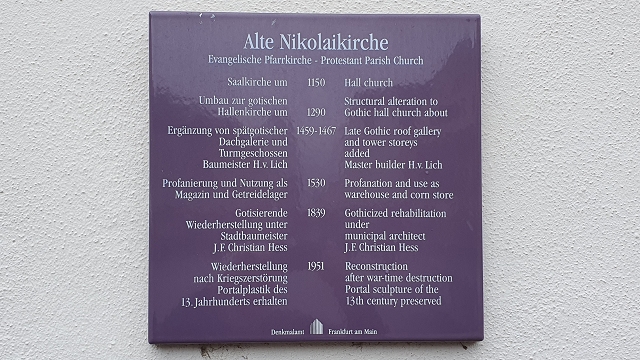 Alte Nikolaikirche
Evangelische Pfarrkirche - Protestant Parish Church
Saalkirche um 1150 Hall church
Umbau zur gotischen Structural alteration to
Hallenkirche um 1290 Gothic hall church about
Ergänzung von spätgotischer 1459-1467 Late Gothic roof gallery
Dachgalerie und and tower storeys
Turmgeschossen added
Baumeister H.v. Lich Master builder H.v. Lich
Profanierung und Nutzung als 1530 Profanation and use as
Magazin und Getreidelager warehouse and corn store
Gotisierende 1839 Gothicized rehabilitation
Wiederherstellung unter under
Stadtbaumeister municipal architect
J.F. Christian Hess J.F. Christian Hess
Wiederherstellung 1951 Reconstruction
nach Kriegszerstörung after war-time destruction
Portalplastik des Portal sculpture of the
13. Jahrhunderts erhalten 13th century preserved
Denkmalamt Frankfurt am Main